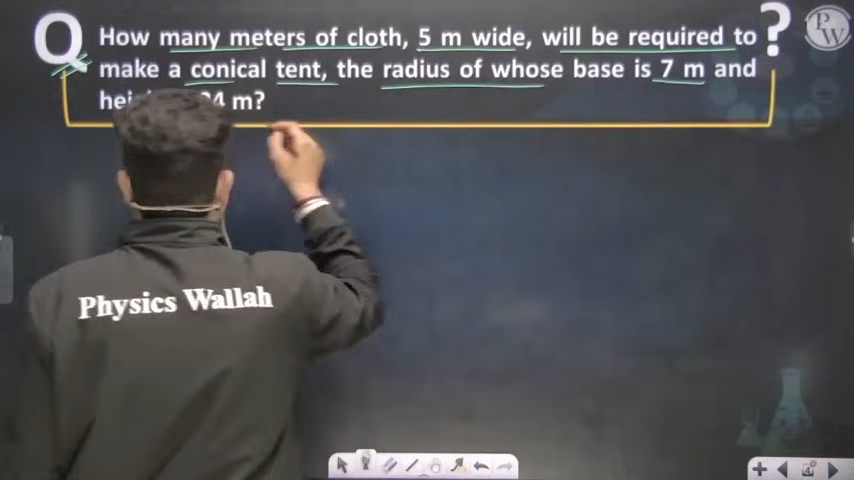 Q How many meters of cloth, 5 m wide, will be required to ?
make a conical tent, the radius of whose base is 7 m and
24 m?
PW
Physics Wallah